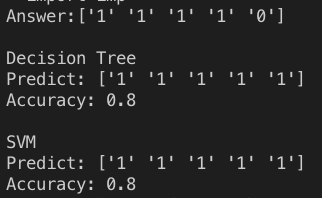 Answer:['1' '1' '1' '1' '0']
Decision Tree
Predict: ['1' '1' '1' '1' '1']
Accuracy: 0.8
SVM
Predict: ['1' '1' '1' '1' '1']
Accuracy: 0.8